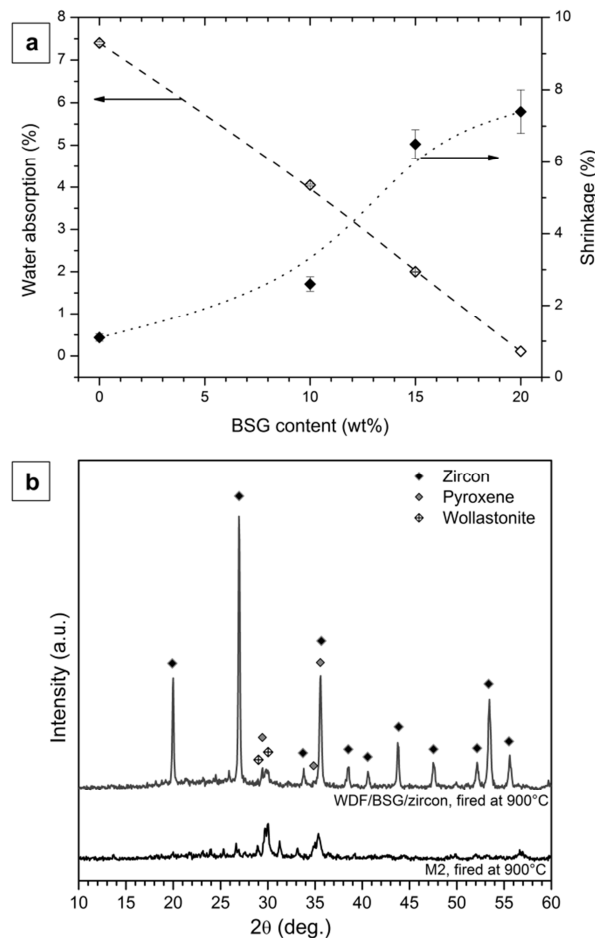 a
Water absorption (%)
8
7
6
5
4
3
2
1
0
10
8
6
4
2
0
Shrinkage (%)
0
5
10
15
20
BSG content (wt%)
b
Intensity (a.u.)
Zircon
Pyroxene
Wollastonite
WDF/BSG/zircon, fired at 900°C
M2, fired at 900°C
10
15
20
25
30
35
40
45
50
55
60
2θ (deg.)